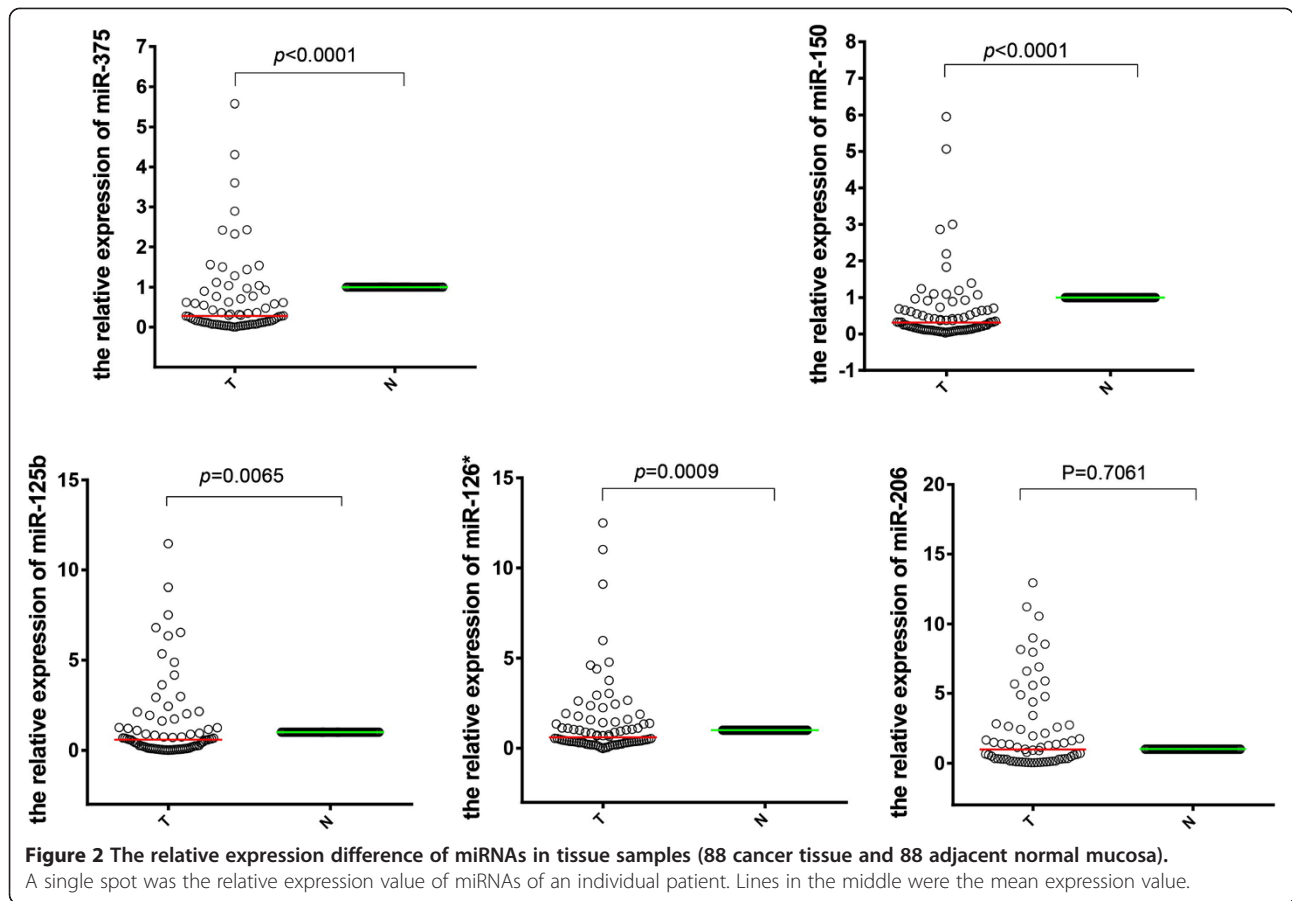 the relative expression of miR-375
7
6
5
4
3
2
1
0
p<0.0001
T
N
the relative expression of miR-150
8
7
6
5
4
3
2
1
0
-1
p<0.0001
T
N
the relative expression of miR-125b
15
10
5
0
p=0.0065
T
N
the relative expression of miR-126*
15
10
5
0
p=0.0009
T
N
the relative expression of miR-206
20
15
10
5
0
P=0.7061
T
N
Figure 2 The relative expression difference of miRNAs in tissue samples (88 cancer tissue and 88 adjacent normal mucosa).
A single spot was the relative expression value of miRNAs of an individual patient. Lines in the middle were the mean expression value.